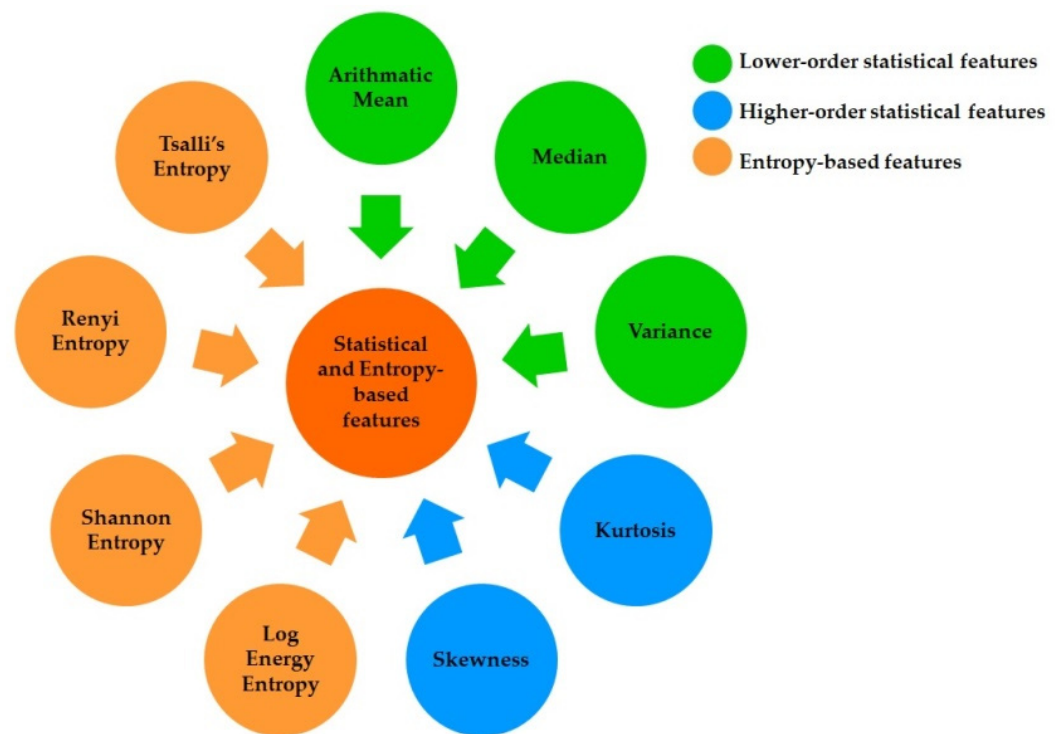 Arithmatic
Mean
Median
Variance
Kurtosis
Skewness
Log
Energy
Entropy
Shannon
Entropy
Renyi
Entropy
Tsalli's
Entropy
Statistical
and Entropy-
based
features
Lower-order statistical features
Higher-order statistical features
Entropy-based features